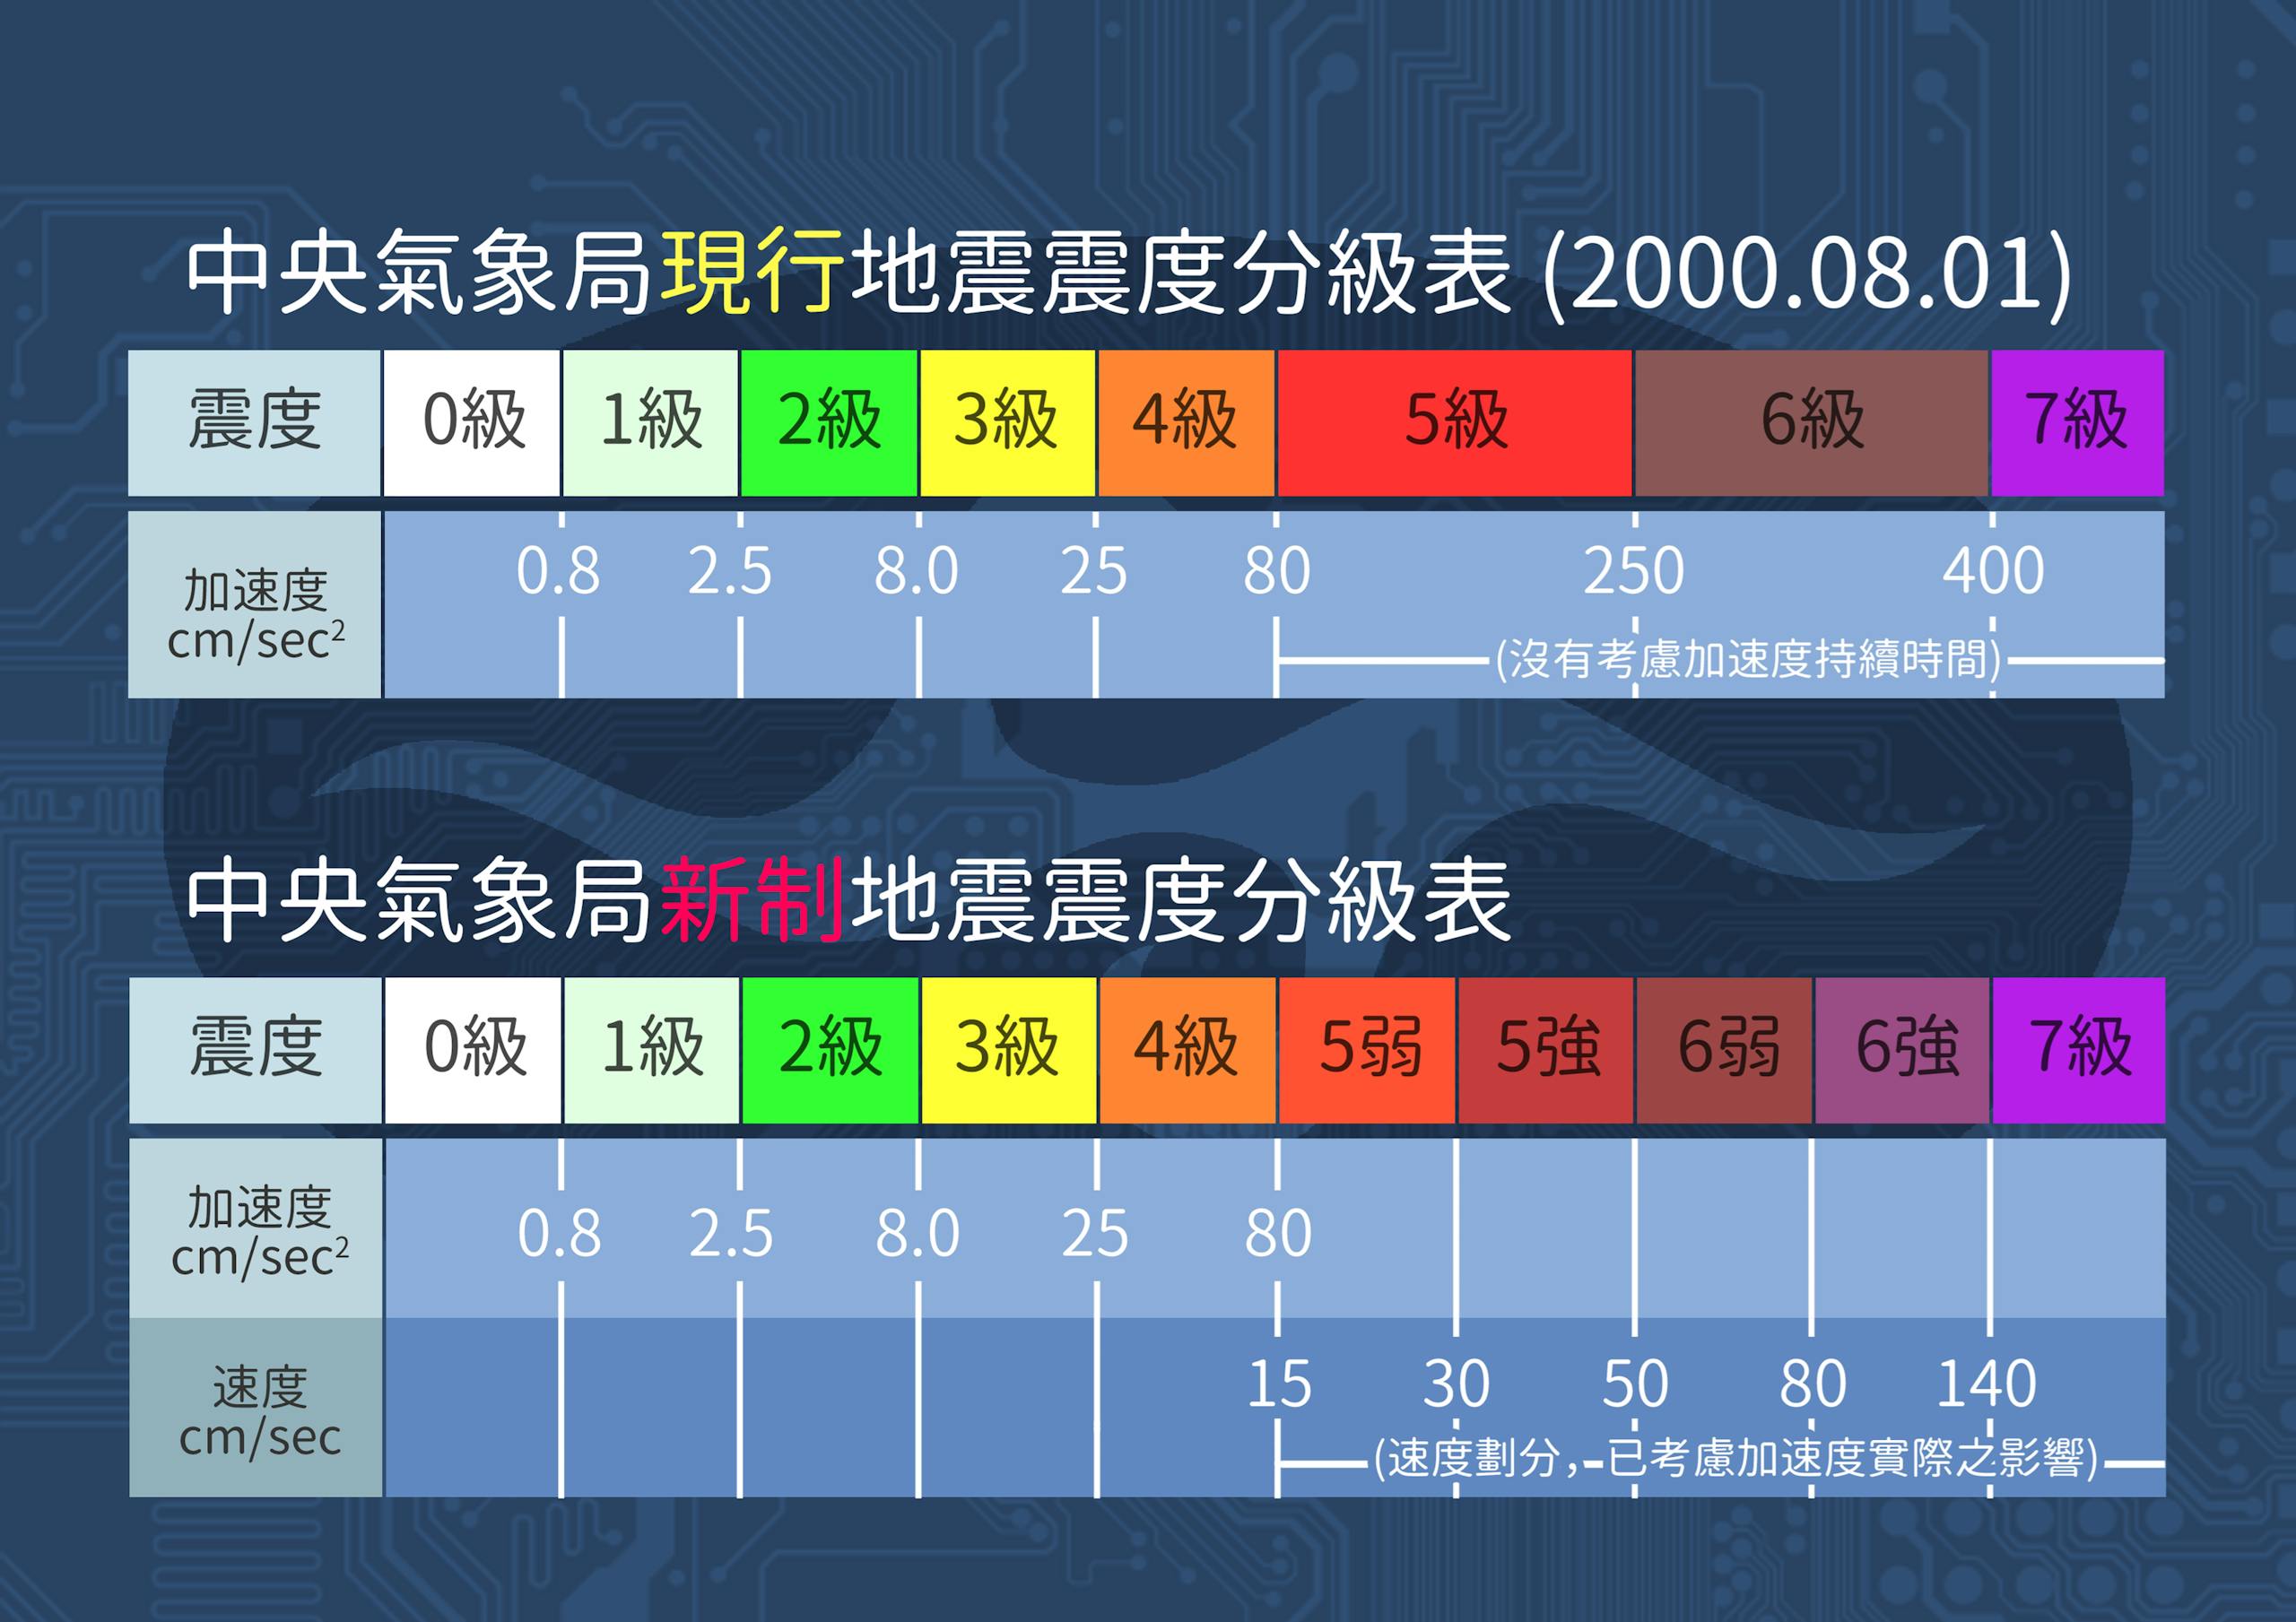 中央氣象局現行地震震度分級表 (2000.08.01)
震度 0級 1級 2級 3級 4級 5級 6級 7級
加速度 cm/sec² 0.8 2.5 8.0 25 80 250 400
(沒有考慮加速度持續時間)
中央氣象局新制地震震度分級表
震度 0級 1級 2級 3級 4級 5弱 5強 6弱 6強 7級
加速度 cm/sec² 0.8 2.5 8.0 25 80
速度 cm/sec 15 30 50 80 140
(速度劃分，已考慮加速度實際之影響)